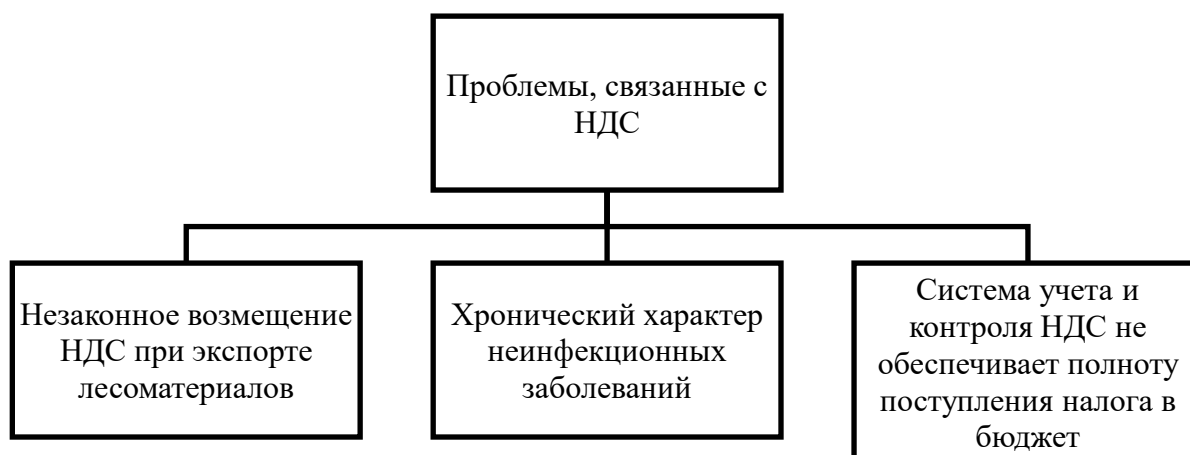 Проблемы, связанные с
НДС
Незаконное возмещение
НДС при экспорте
лесоматериалов
Хронический характер
неинфекционных
заболеваний
Система учета и
контроля НДС не
обеспечивает полноту
поступления налога в
бюджет